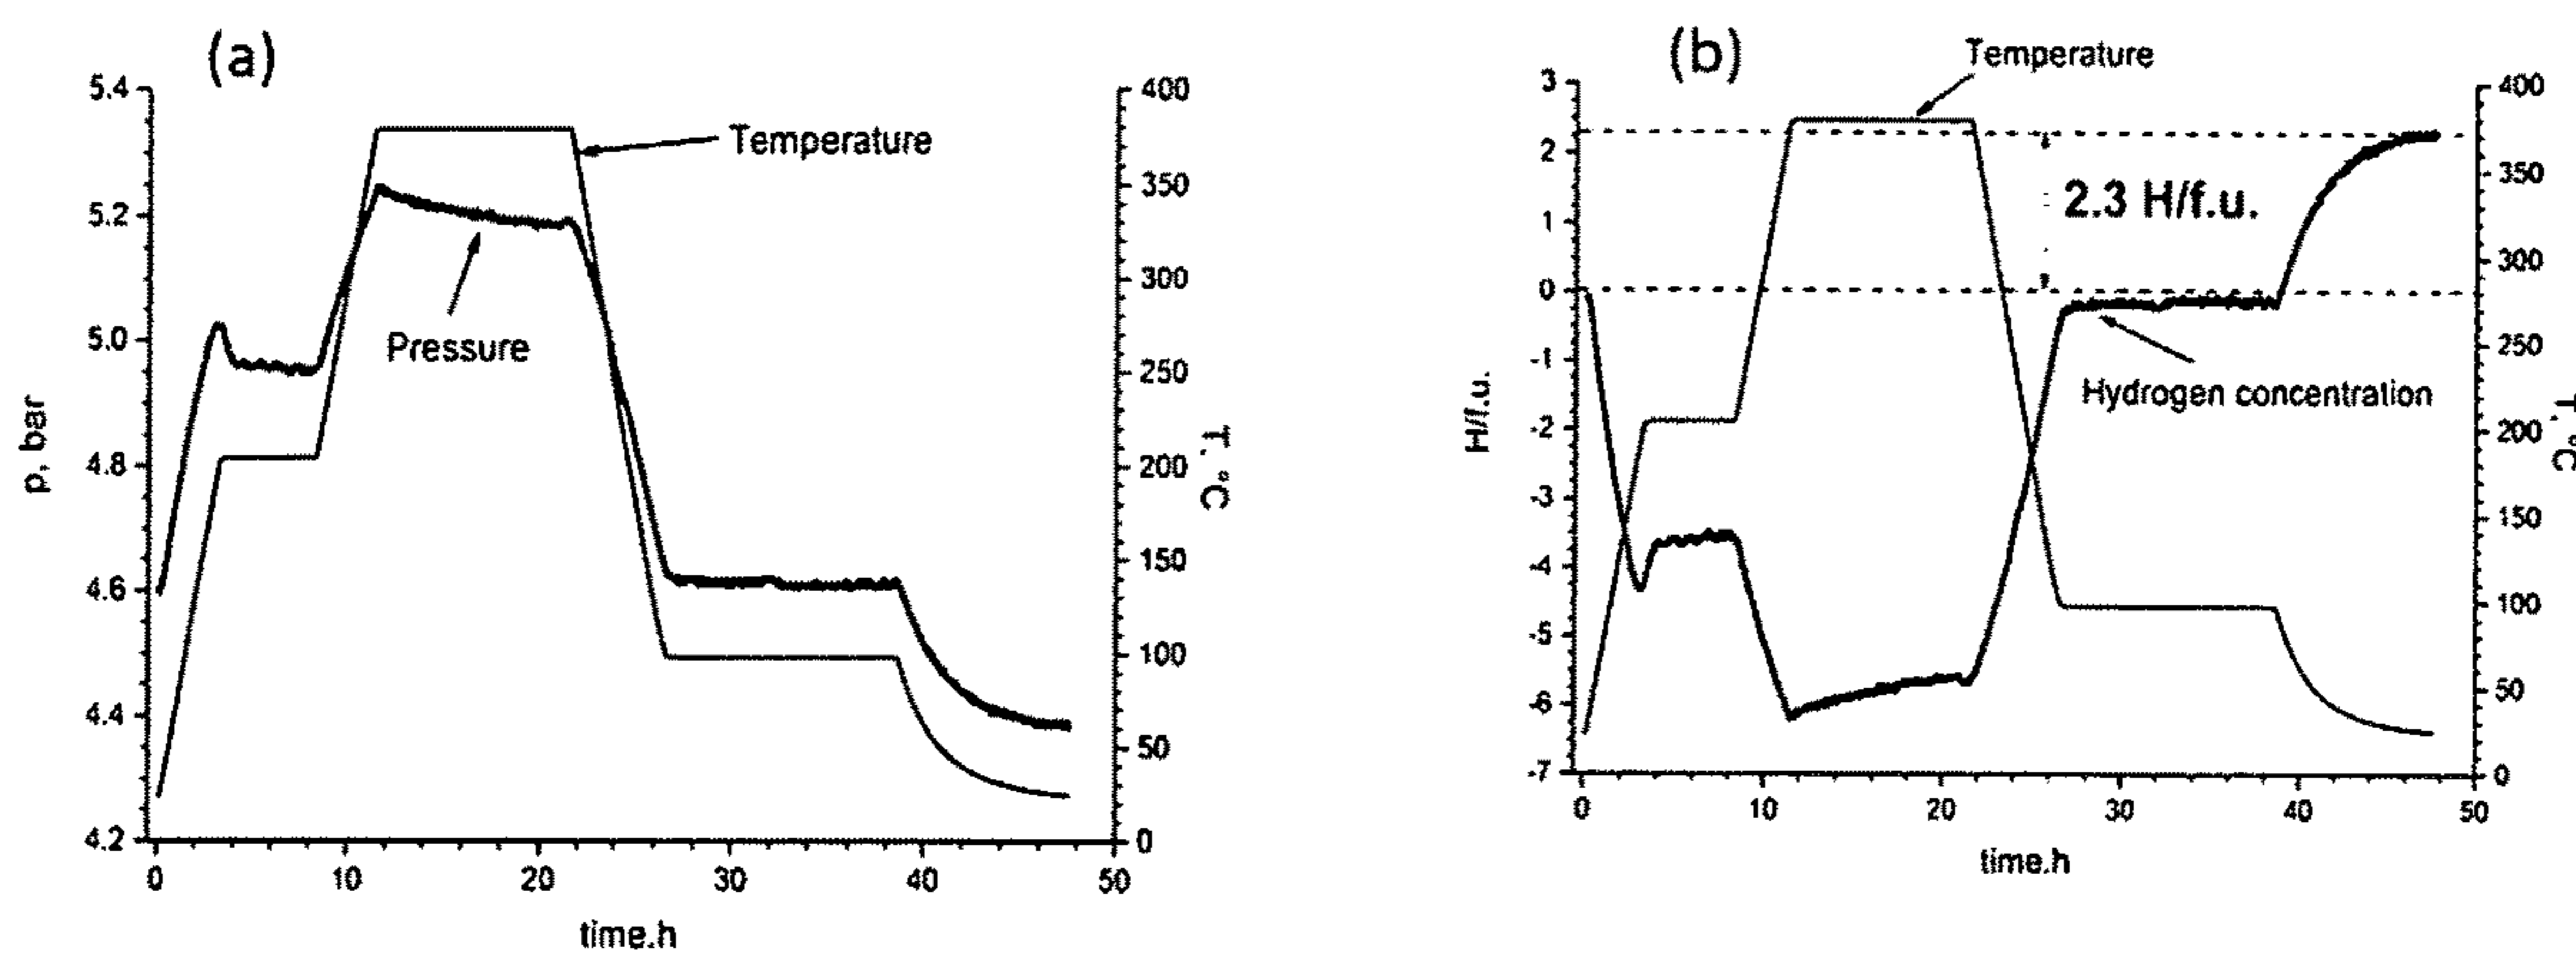 (a)
5.4
5.2
5.0
4.8
4.6
4.4
4.2
p, bar
400
350
300
250
200
150
100
50
0
T, °C
Temperature
Pressure
0 10 20 30 40 50
time.h
(b)
Temperature
3
2
1
0
-1
-2
-3
-4
-5
-6
-7
H/f.u.
400
350
300
250
200
150
100
50
0
T, °C
2.3 H/f.u.
Hydrogen concentration
0 10 20 30 40 50
time.h